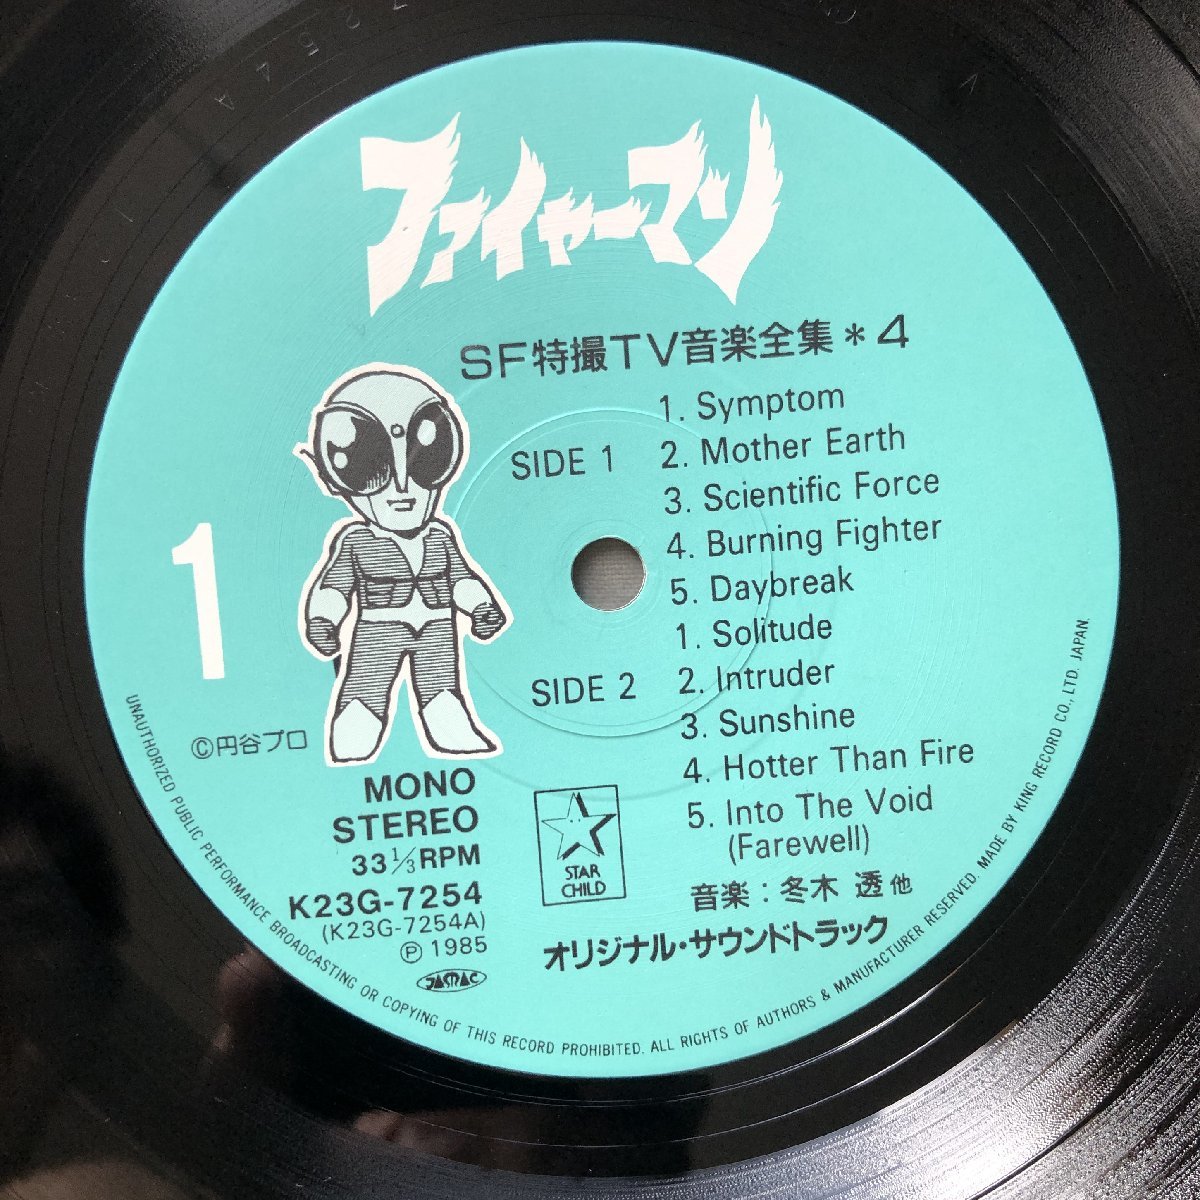 ファイヤーマン
SF特撮TV音楽全集*4
SIDE 1
1. Symptom
2. Mother Earth
3. Scientific Force
4. Burning Fighter
5. Daybreak
SIDE 2
1. Solitude
2. Intruder
3. Sunshine
4. Hotter Than Fire
5. Into The Void
(Farewell)
音楽:冬木 透他
オリジナル・サウンドトラック
1
©円谷プロ
MONO
STEREO
33 1/3 RPM
K23G-7254
(K23G-7254A)
Ⓟ 1985
JASRAC
STAR
CHILD
UNAUTHORIZED PUBLIC PERFORMANCE BROADCASTING OR COPYING OF THIS RECORD PROHIBITED. ALL RIGHTS OF AUTHORS & MANUFACTURER RESERVED. MADE BY KING RECORD CO., LTD. JAPAN.